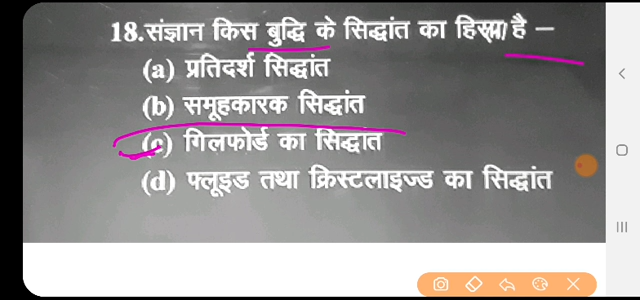 18.संज्ञान किस बुद्धि के सिद्धांत का हिस्सा है –
(a) प्रतिदर्श सिद्धांत
(b) समूहकारक सिद्धांत
(c) गिलफोर्ड का सिद्धात
(d) फ्लूइड तथा क्रिस्टलाइज्ड का सिद्धांत